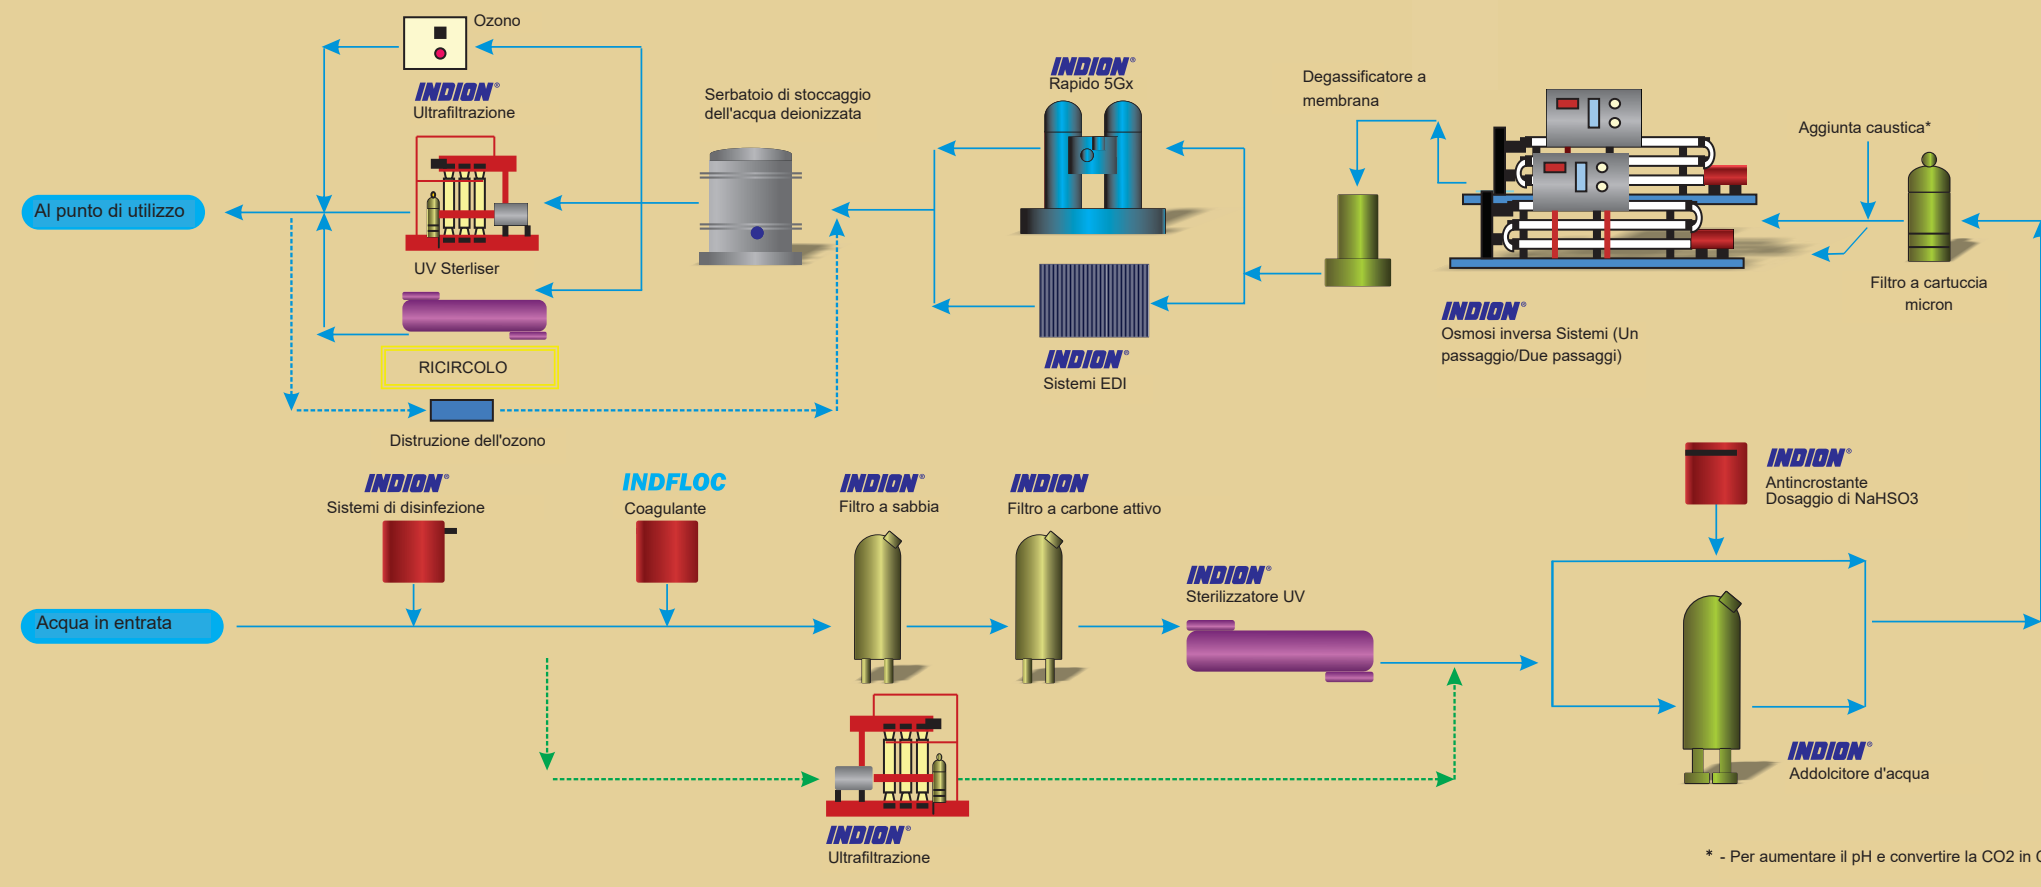 Ozono
INDION®
Ultrafiltrazione
UV Sterliser
RICIRCOLO
Distruzione dell'ozono
Al punto di utilizzo
Serbatoio di stoccaggio
dell'acqua deionizzata
INDION®
Rapido 5Gx
INDION®
Sistemi EDI
Degassificatore a
membrana
INDION®
Osmosi inversa Sistemi (Un
passaggio/Due passaggi)
Aggiunta caustica*
Filtro a cartuccia
micron
Acqua in entrata
INDION®
Sistemi di disinfezione
INDFLOC
Coagulante
INDION®
Filtro a sabbia
INDION
Filtro a carbone attivo
INDION®
Sterilizzatore UV
INDION®
Ultrafiltrazione
INDION®
Antincrostante
Dosaggio di NaHSO3
INDION®
Addolcitore d'acqua
* - Per aumentare il pH e convertire la CO2 in